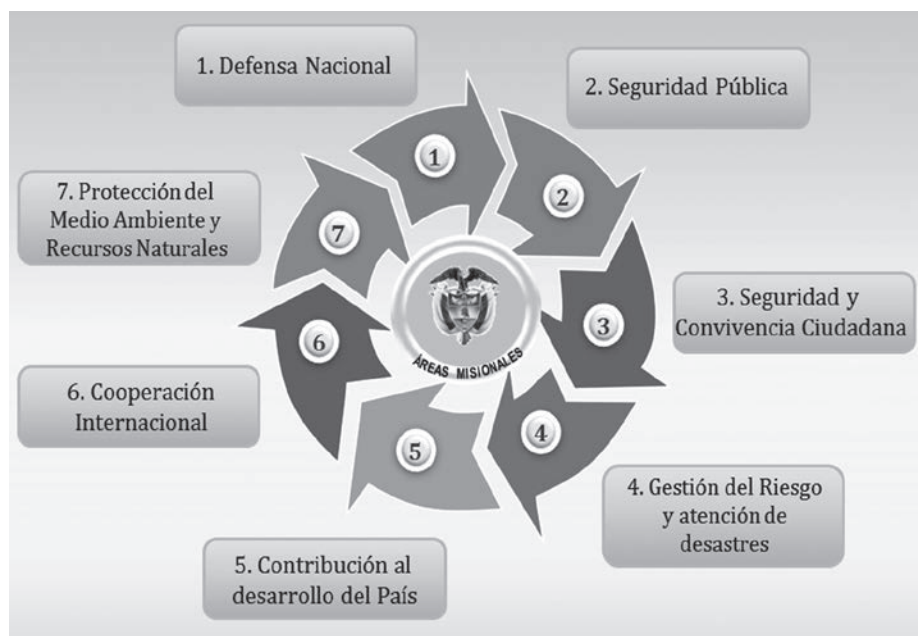 1. Defensa Nacional
2. Seguridad Pública
7. Protección del
Medio Ambiente y
Recursos Naturales
3. Seguridad y
Convivencia Ciudadana
6. Cooperación
Internacional
4. Gestión del Riesgo
y atención de
desastres
5. Contribución al
desarrollo del País
1
2
3
4
5
6
7
ÁREAS MISIONALES